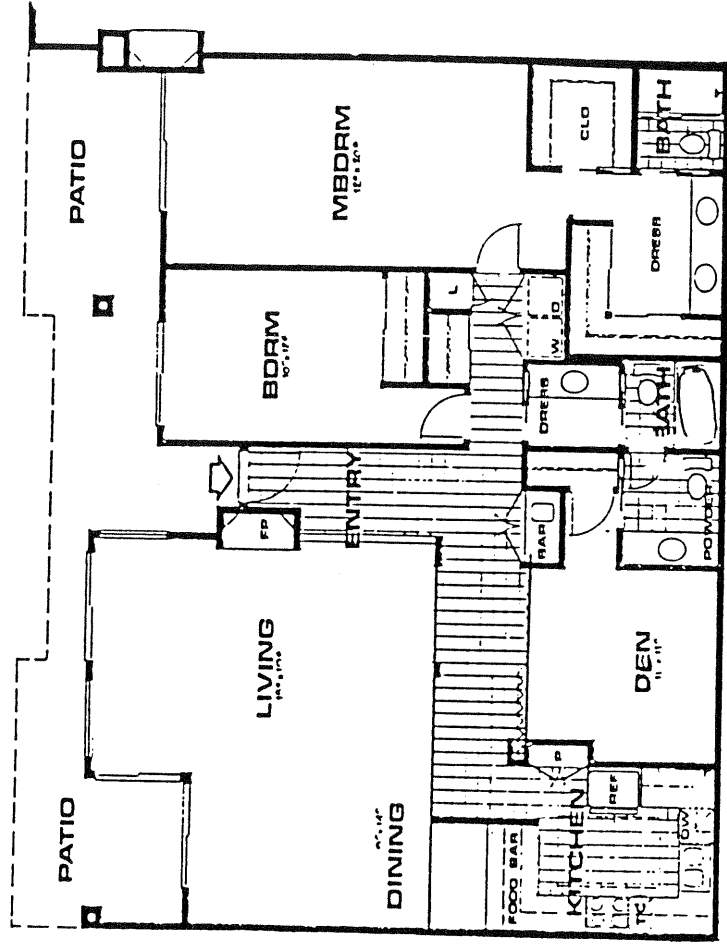 PATIO
MBDRM
CLO
BATH
DRESR
BDRM
L
W D
DRESS
BATH
ENTRY
FP
BAR
POWDER
LIVING
DEN
PATIO
DINING
P
REF
KITCHEN
FOOD BAR
DW